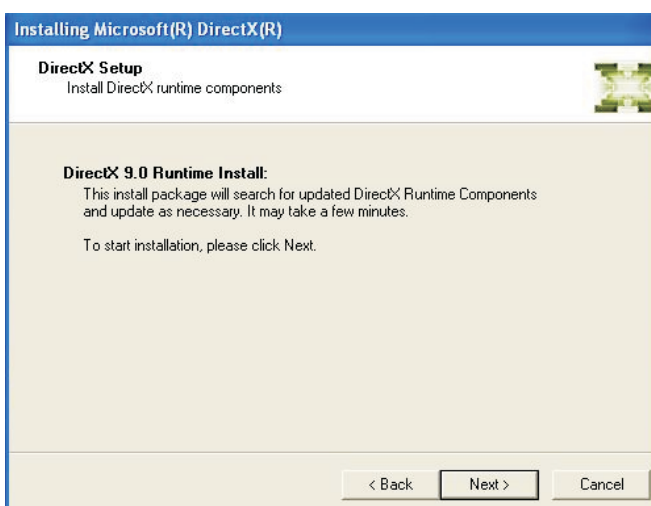 Installing Microsoft(R) DirectX(R)
DirectX Setup
Install DirectX runtime components
DirectX 9.0 Runtime Install:
This install package will search for updated DirectX Runtime Components
and update as necessary. It may take a few minutes.
To start installation, please click Next.
< Back
Next >
Cancel